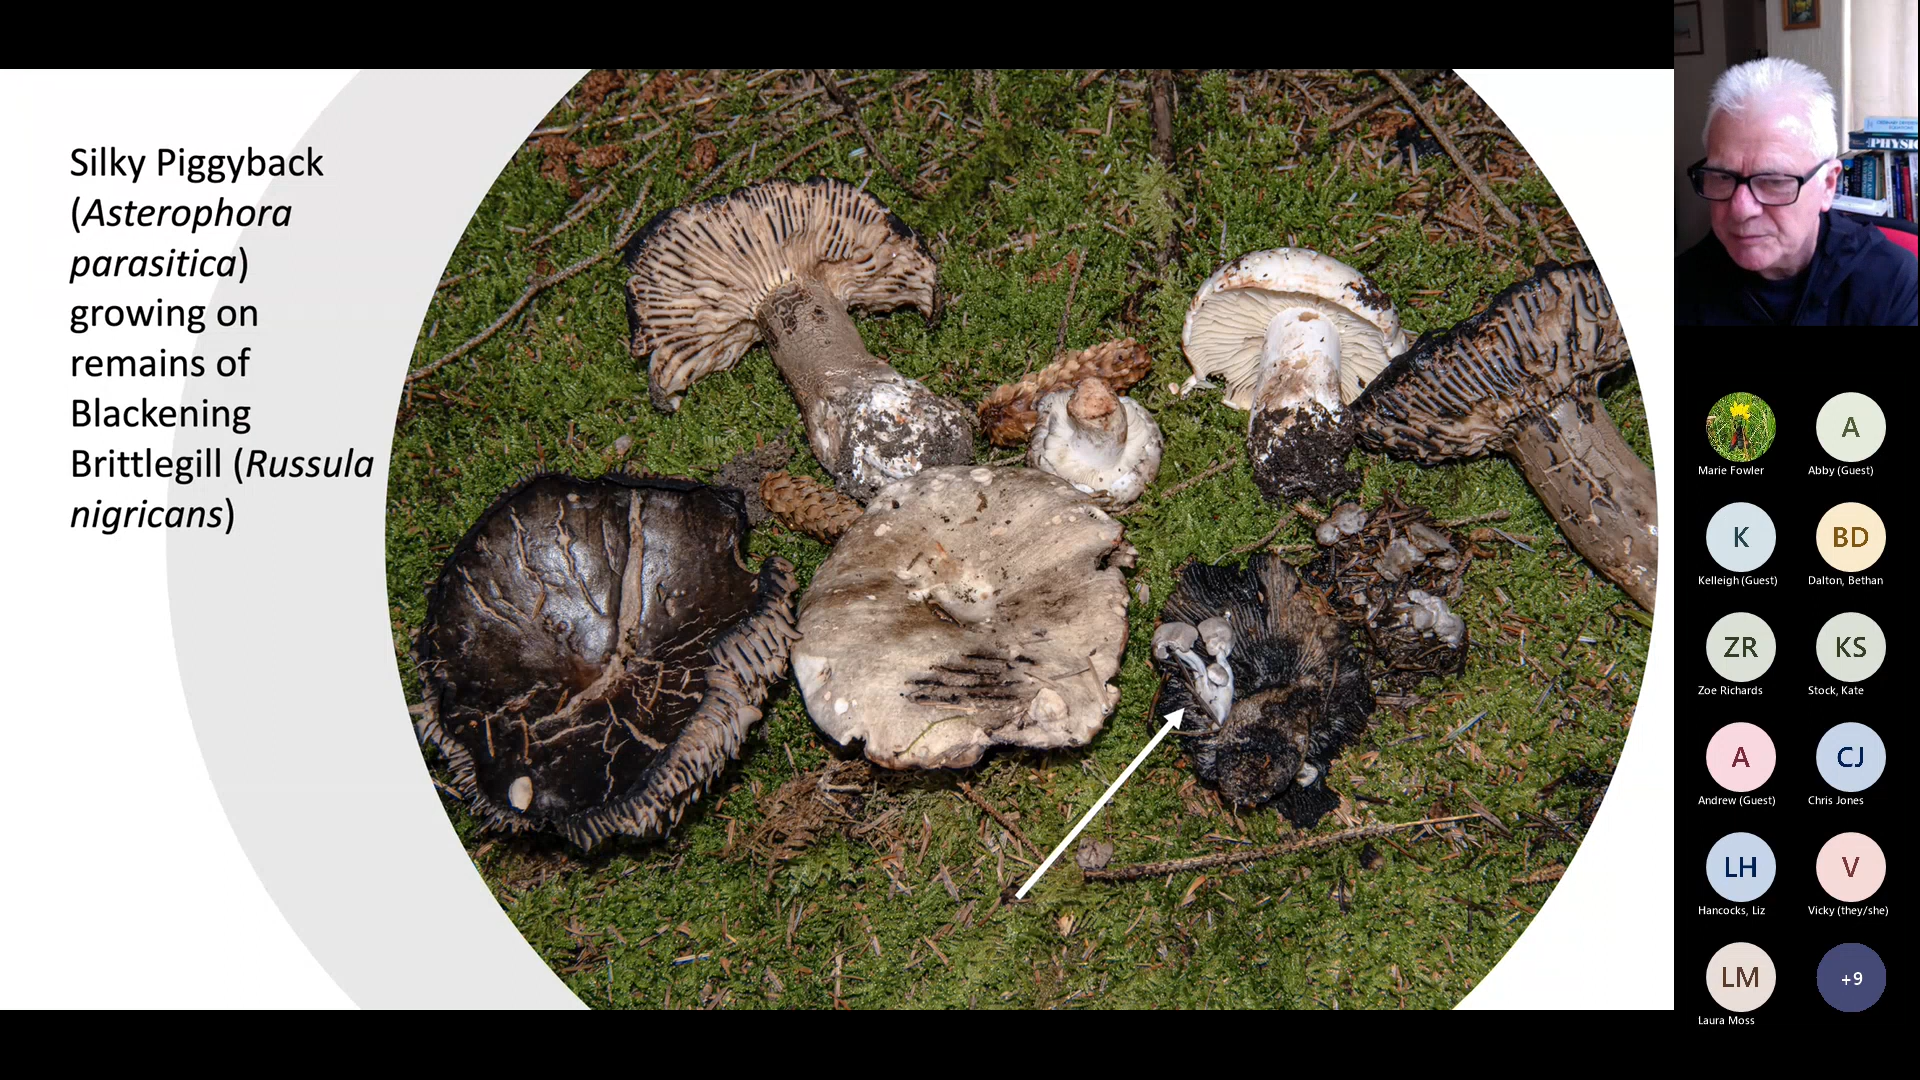 Silky Piggyback
(Asterophora
parasitica)
growing on
remains of
Blackening
Brittlegill (Russula
nigricans)
PHYSIC
Marie Fowler
A
Abby (Guest)
K
Kelleigh (Guest)
BD
Dalton, Bethan
ZR
Zoe Richards
KS
Stock, Kate
A
Andrew (Guest)
CJ
Chris Jones
LH
Hancocks, Liz
V
Vicky (they/she)
LM
Laura Moss
+9